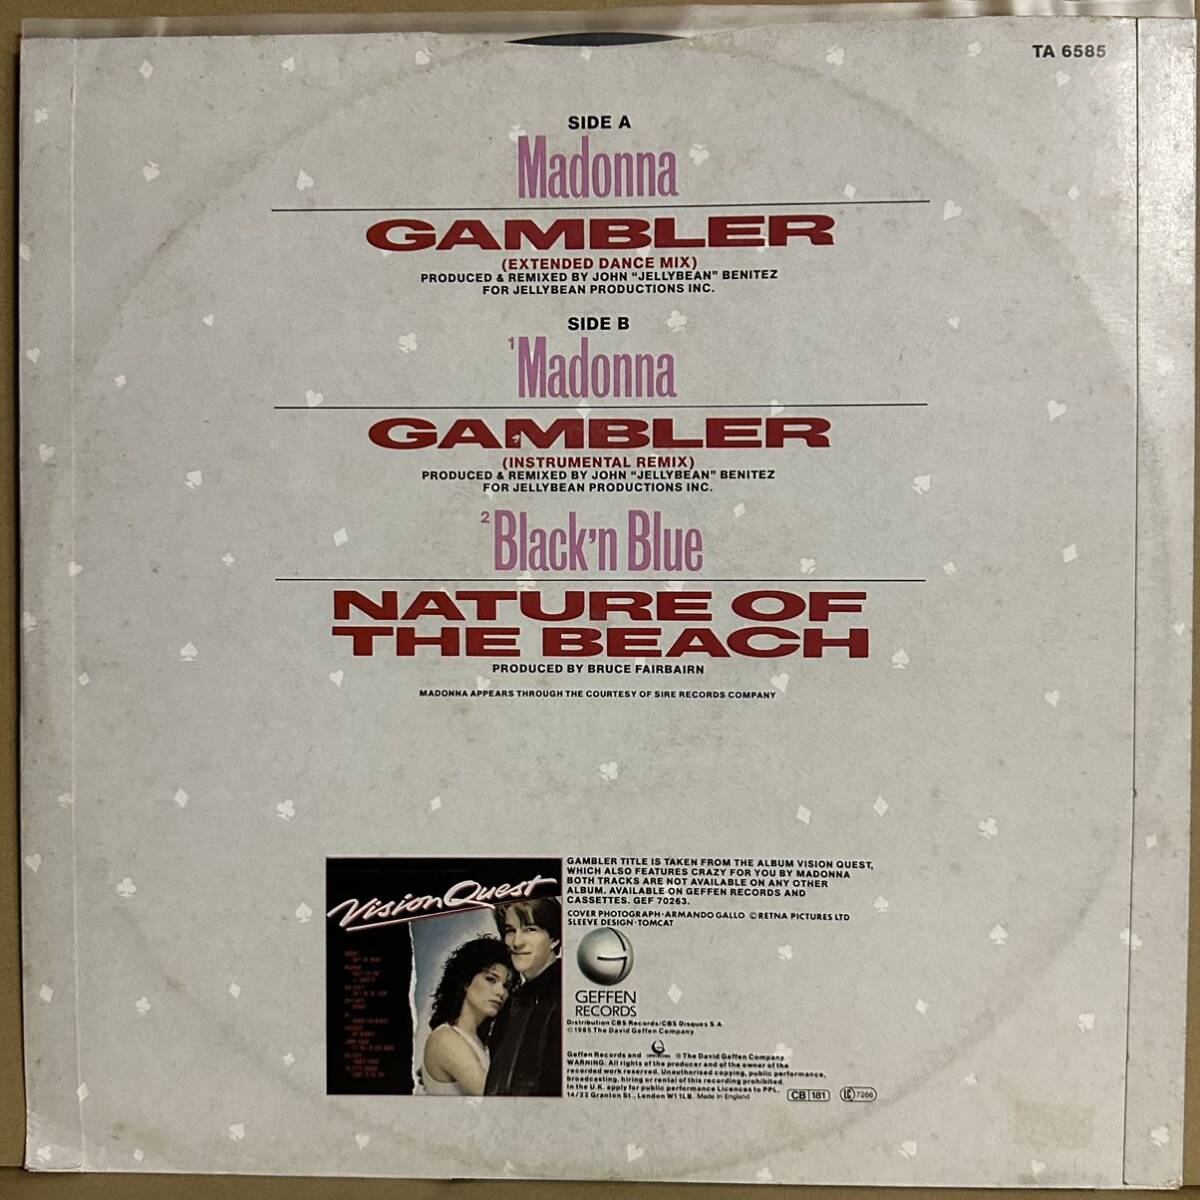 TA 6585
SIDE A
Madonna
GAMBLER
(EXTENDED DANCE MIX)
PRODUCED & REMIXED BY JOHN "JELLYBEAN" BENITEZ
FOR JELLYBEAN PRODUCTIONS INC.
SIDE B
1 Madonna
GAMBLER
(INSTRUMENTAL REMIX)
PRODUCED & REMIXED BY JOHN "JELLYBEAN" BENITEZ
FOR JELLYBEAN PRODUCTIONS INC.
2 Black'n Blue
NATURE OF
THE BEACH
PRODUCED BY BRUCE FAIRBAIRN
MADONNA APPEARS THROUGH THE COURTESY OF SIRE RECORDS COMPANY
Vision Quest
GAMBLER TITLE IS TAKEN FROM THE ALBUM VISION QUEST,
WHICH ALSO FEATURES CRAZY FOR YOU BY MADONNA
BOTH TRACKS ARE NOT AVAILABLE ON ANY OTHER
ALBUM. AVAILABLE ON GEFFEN RECORDS AND
CASSETTES. GEF 70263.
COVER PHOTOGRAPH·ARMANDO GALLO ©RETNA PICTURES LTD
SLEEVE DESIGN·TOMCAT
GEFFEN
RECORDS
Distribution CBS Records/CBS Disques S.A.
©1985 The David Geffen Company.
Geffen Records and ® The David Geffen Company
WARNING: All rights of the producer and of the owner of the
recorded work reserved. Unauthorised copying, public performance,
broadcasting, hiring or rental of this recording prohibited.
In the U.K. apply for public performance Licences to PPL,
14/22 Ganton St., London W1 1LB. Made in England
CB 181
LC 7266